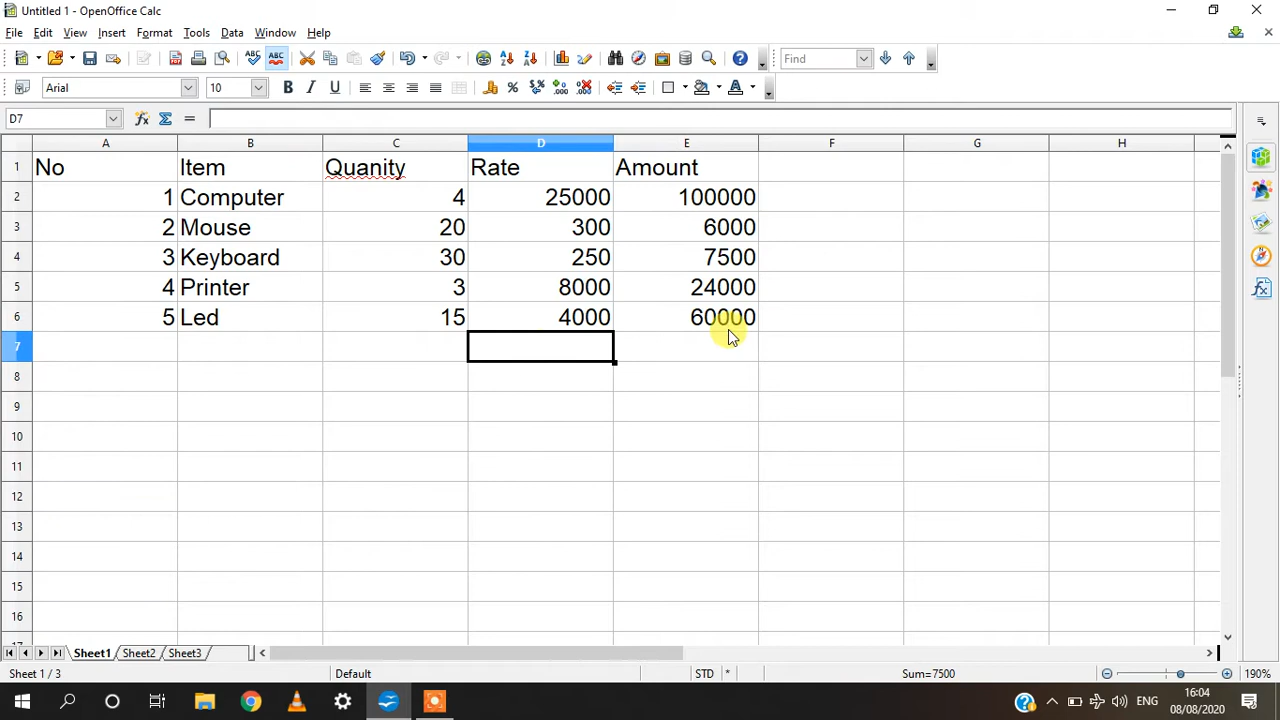 Untitled 1 - OpenOffice Calc
File Edit View Insert Format Tools Data Window Help
ABC ABC Find
Arial 10 B I U A
D7
A B C D E F G H
1 No Item Quanity Rate Amount
2 1 Computer 4 25000 100000
3 2 Mouse 20 300 6000
4 3 Keyboard 30 250 7500
5 4 Printer 3 8000 24000
6 5 Led 15 4000 60000
7
8
9
10
11
12
13
14
15
16
17
Sheet1 Sheet2 Sheet3
Sheet 1 / 3 Default STD * Sum=7500 190%
ENG 16:04
08/08/2020